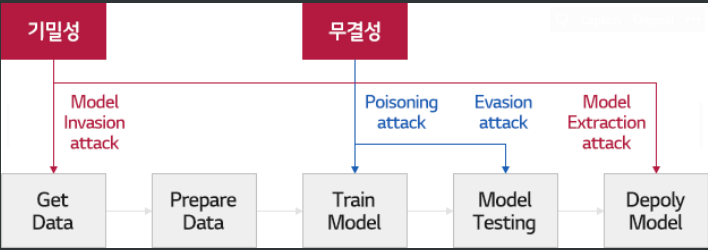 기밀성
무결성
Model
Invasion
attack
Poisoning
attack
Evasion
attack
Model
Extraction
attack
Get
Data
Prepare
Data
Train
Model
Model
Testing
Depoly
Model